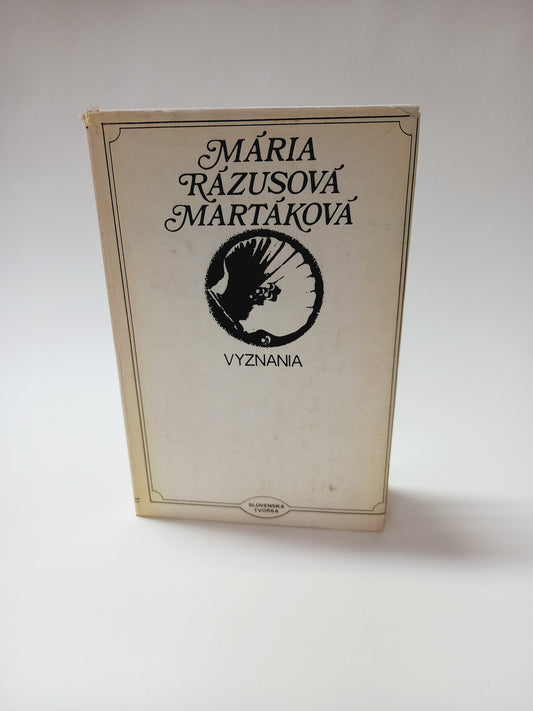 MÁRIA
RÁZUSOVÁ
MARTÁKOVÁ
VYZNANIA
SLOVENSKÁ
TVORBA